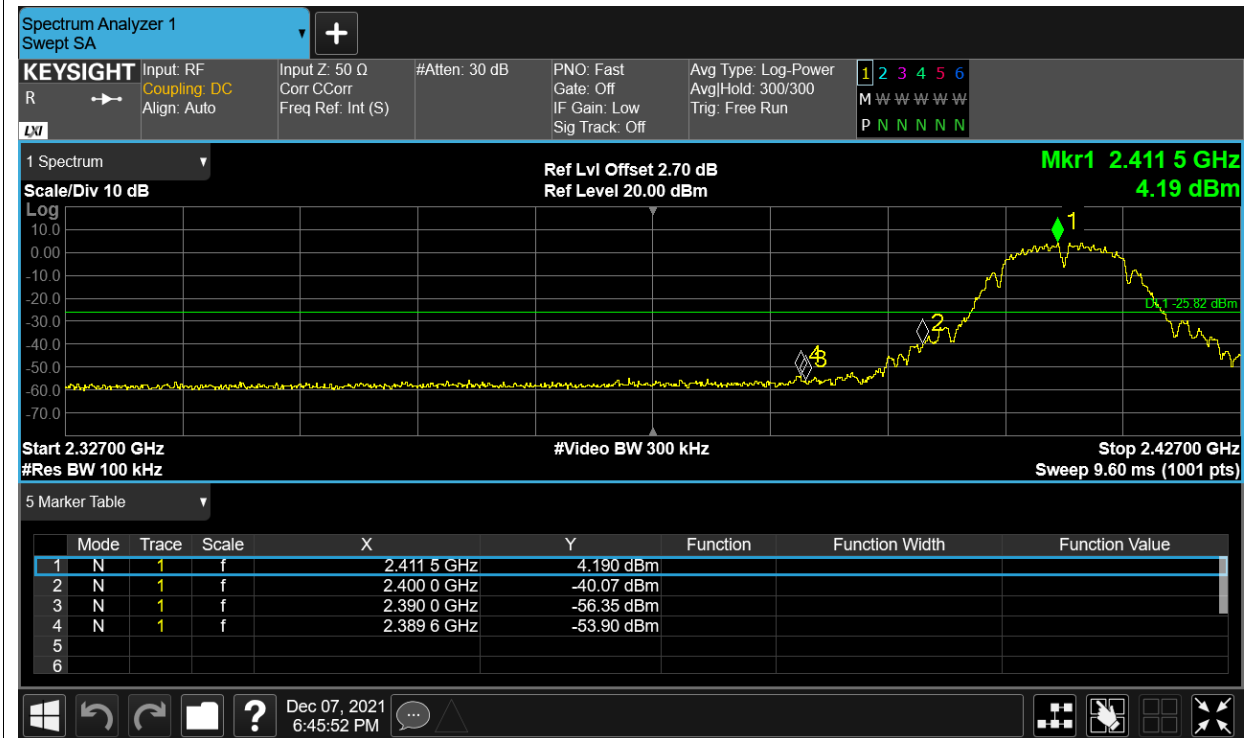 Spectrum Analyzer 1
Swept SA
KEYSIGHT
R
LXI
Input: RF
Coupling: DC
Align: Auto
Input Z: 50 Ω
Corr CCorr
Freq Ref: Int (S)
#Atten: 30 dB
PNO: Fast
Gate: Off
IF Gain: Low
Sig Track: Off
Avg Type: Log-Power
Avg|Hold: 300/300
Trig: Free Run
1 2 3 4 5 6
M W W W W W
P N N N N N
1 Spectrum
Scale/Div 10 dB
Ref Lvl Offset 2.70 dB
Ref Level 20.00 dBm
Mkr1 2.411 5 GHz
4.19 dBm
Log
10.0
0.00
-10.0
-20.0
-30.0
-40.0
-50.0
-60.0
-70.0
1
2
4
3
DL1 -25.82 dBm
Start 2.32700 GHz
#Video BW 300 kHz
Stop 2.42700 GHz
#Res BW 100 kHz
Sweep 9.60 ms (1001 pts)
5 Marker Table
Mode Trace Scale X Y Function Function Width Function Value
1 N 1 f 2.411 5 GHz 4.190 dBm
2 N 1 f 2.400 0 GHz -40.07 dBm
3 N 1 f 2.390 0 GHz -56.35 dBm
4 N 1 f 2.389 6 GHz -53.90 dBm
5
6
?
Dec 07, 2021
6:45:52 PM